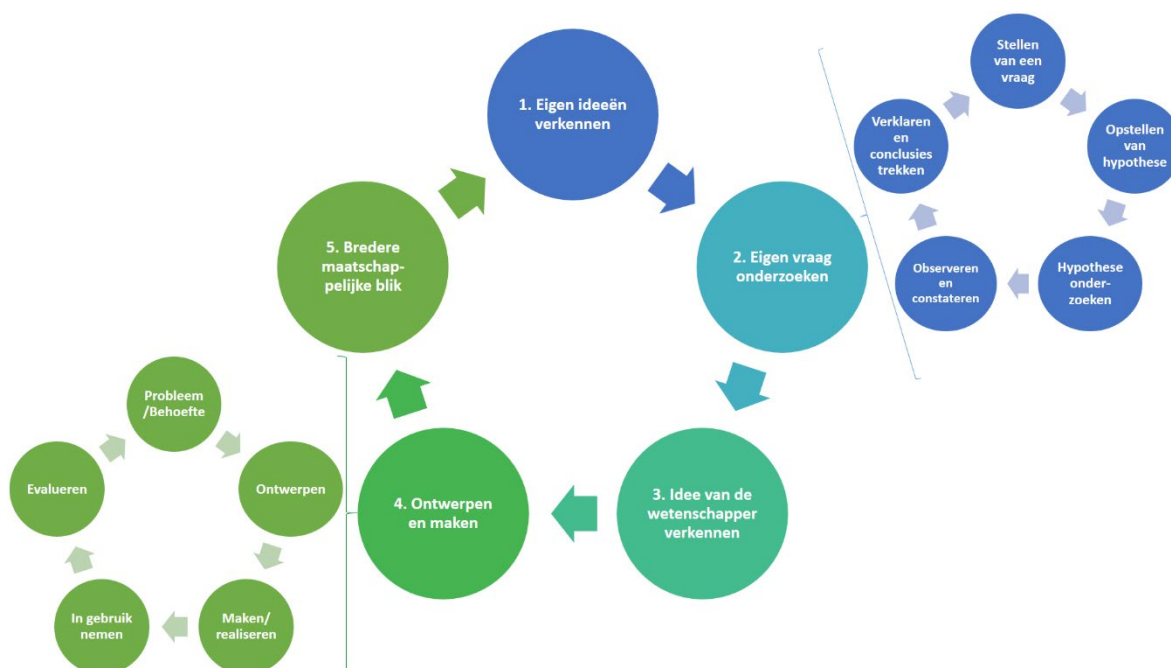 1. Eigen ideeën
verkennen
2. Eigen vraag
onderzoeken
3. Idee van de
wetenschapper
verkennen
4. Ontwerpen
en maken
5. Bredere
maatschap-
pelijke blik
Stellen
van een
vraag
Opstellen
van
hypothese
Hypothese
onder-
zoeken
Observeren
en
constateren
Verklaren
en
conclusies
trekken
Probleem
/Behoefte
Ontwerpen
Maken/
realiseren
In gebruik
nemen
Evalueren